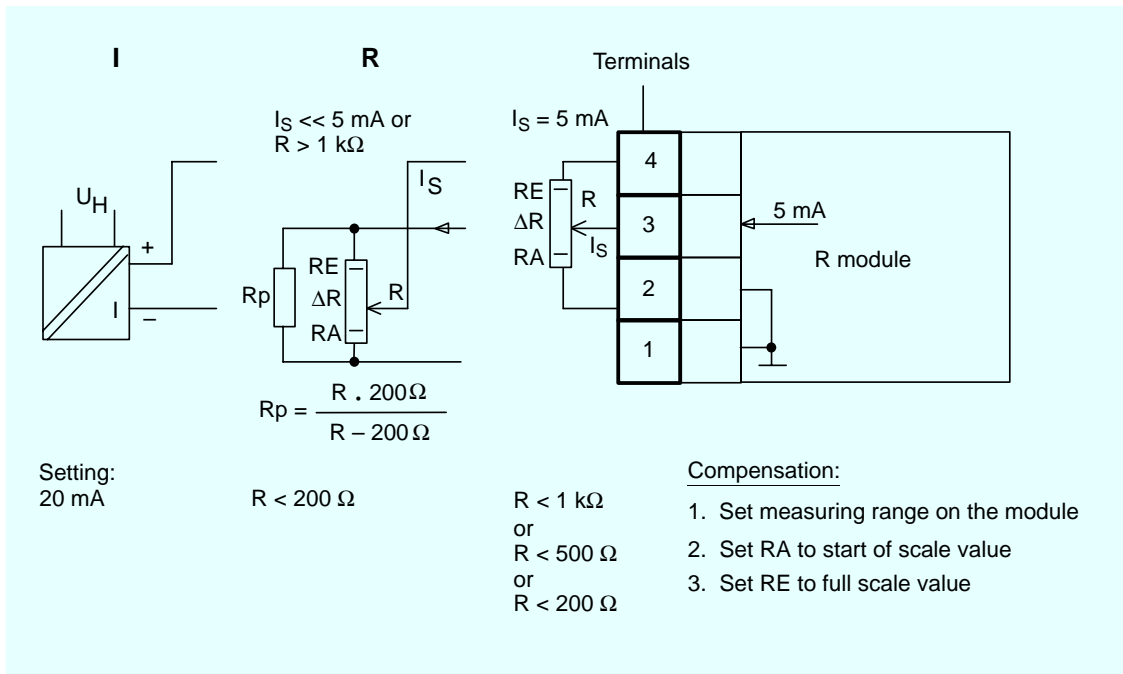 I
R
Terminals
I_S << 5 mA or
R > 1 kΩ
I_S = 5 mA
U_H
+
I
–
I_S
Rp
RE
ΔR
RA
R
RE
ΔR
RA
R
I_S
4
3
2
1
5 mA
R module
Rp = R . 200Ω
R – 200Ω
Setting:
20 mA
R < 200 Ω
R < 1 kΩ
or
R < 500 Ω
or
R < 200 Ω
Compensation:
1. Set measuring range on the module
2. Set RA to start of scale value
3. Set RE to full scale value